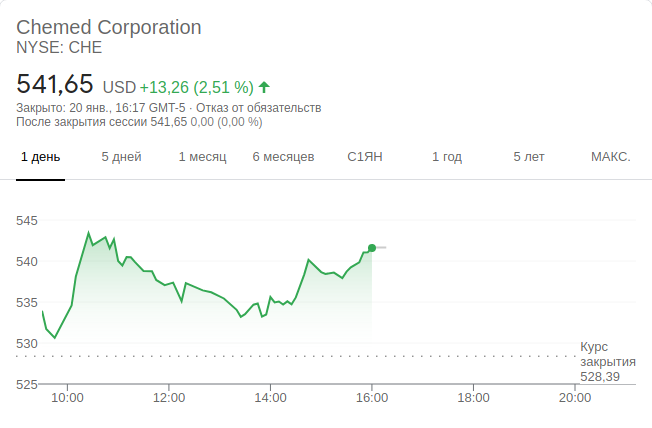 Chemed Corporation
NYSE: CHE
541,65 USD +13,26 (2,51 %)
Закрыто: 20 янв., 16:17 GMT-5 · Отказ от обязательств
После закрытия сессии 541,65 0,00 (0,00 %)
1 день 5 дней 1 месяц 6 месяцев С1ЯН 1 год 5 лет МАКС.
545
540
535
530
525
Курс
закрытия
528,39
10:00 12:00 14:00 16:00 18:00 20:00